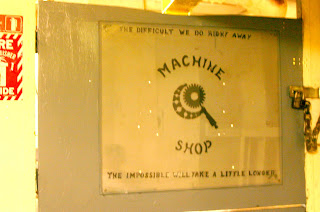 THE DIFFICULT WE DO RIGHT AWAY
MACHINE
SHOP
THE IMPOSSIBLE WILL TAKE A LITTLE LONGER